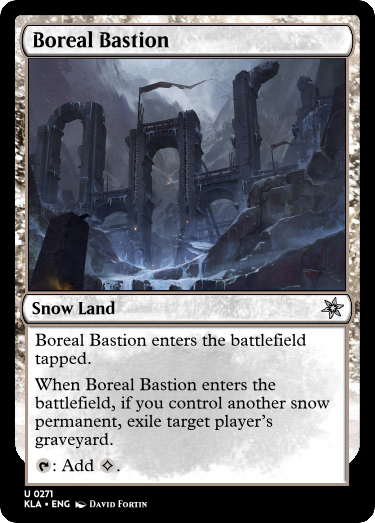 Boreal Bastion
Snow Land
Boreal Bastion enters the battlefield
tapped.
When Boreal Bastion enters the
battlefield, if you control another snow
permanent, exile target player's
graveyard.
: Add .
U 0271
KLA • ENG David Fortin